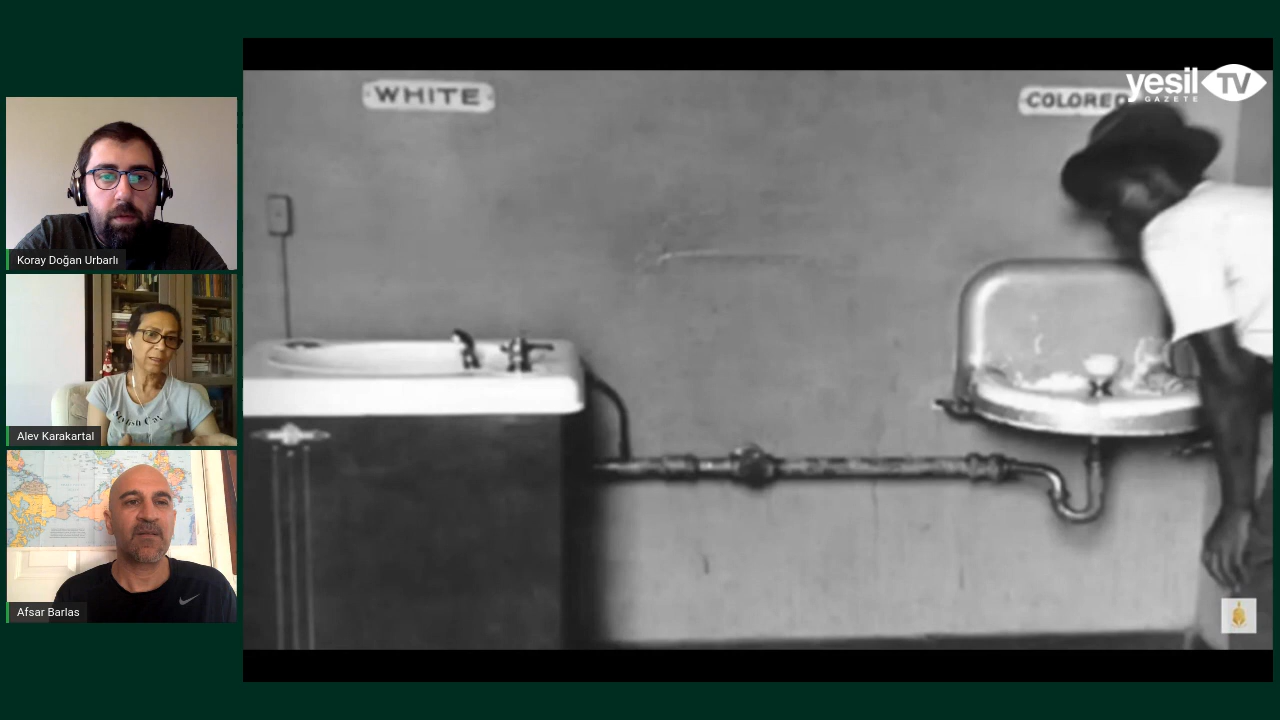 WHITE
COLORED
yesil TV
GAZETE
Koray Doğan Urbarlı
Alev Karakartal
Afsar Barlas